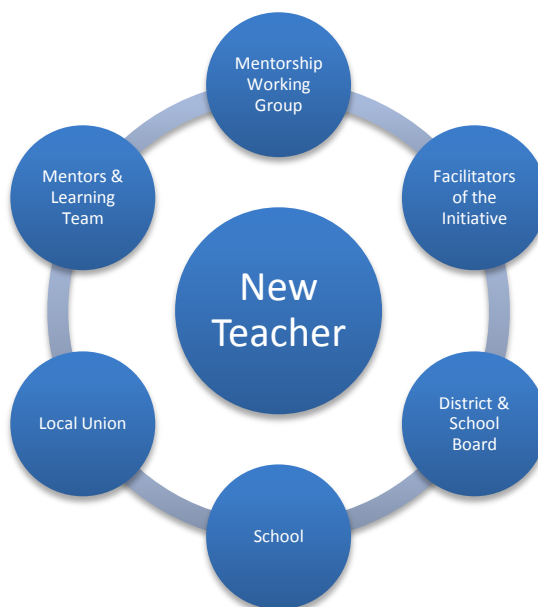 Mentorship
Working
Group
Facilitators
of the
Initiative
District &
School
Board
School
Local Union
Mentors &
Learning
Team
New
Teacher